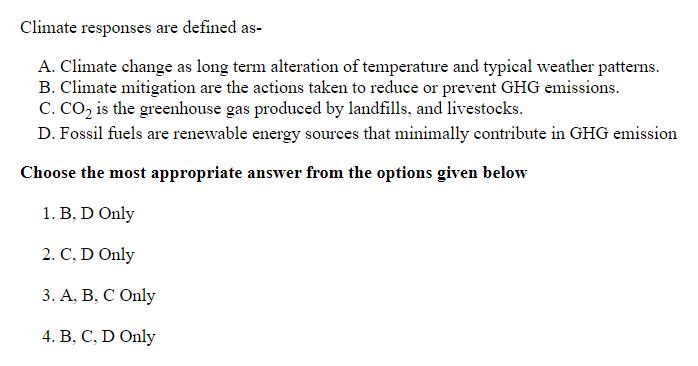 Climate responses are defined as-
A. Climate change as long term alteration of temperature and typical weather patterns.
B. Climate mitigation are the actions taken to reduce or prevent GHG emissions.
C. CO₂ is the greenhouse gas produced by landfills, and livestocks.
D. Fossil fuels are renewable energy sources that minimally contribute in GHG emission
Choose the most appropriate answer from the options given below
1. B, D Only
2. C, D Only
3. A, B, C Only
4. B, C, D Only